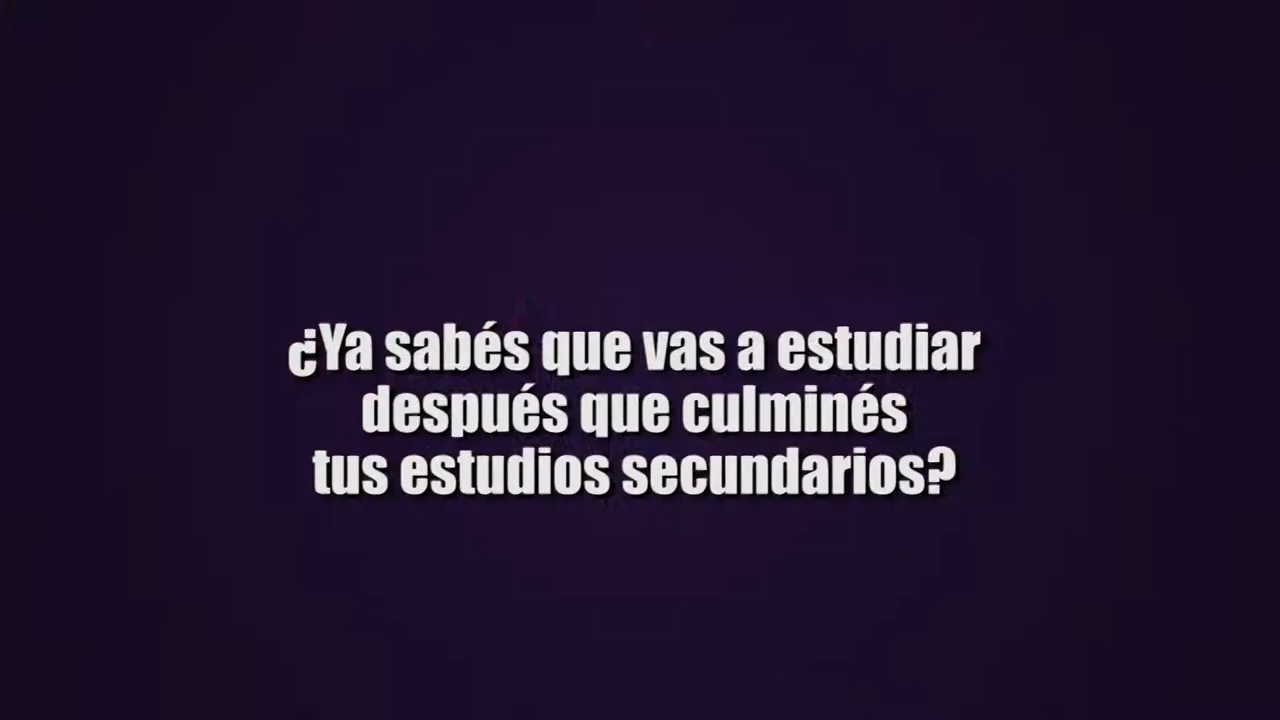 ¿Ya sabés que vas a estudiar
después que culminés
tus estudios secundarios?